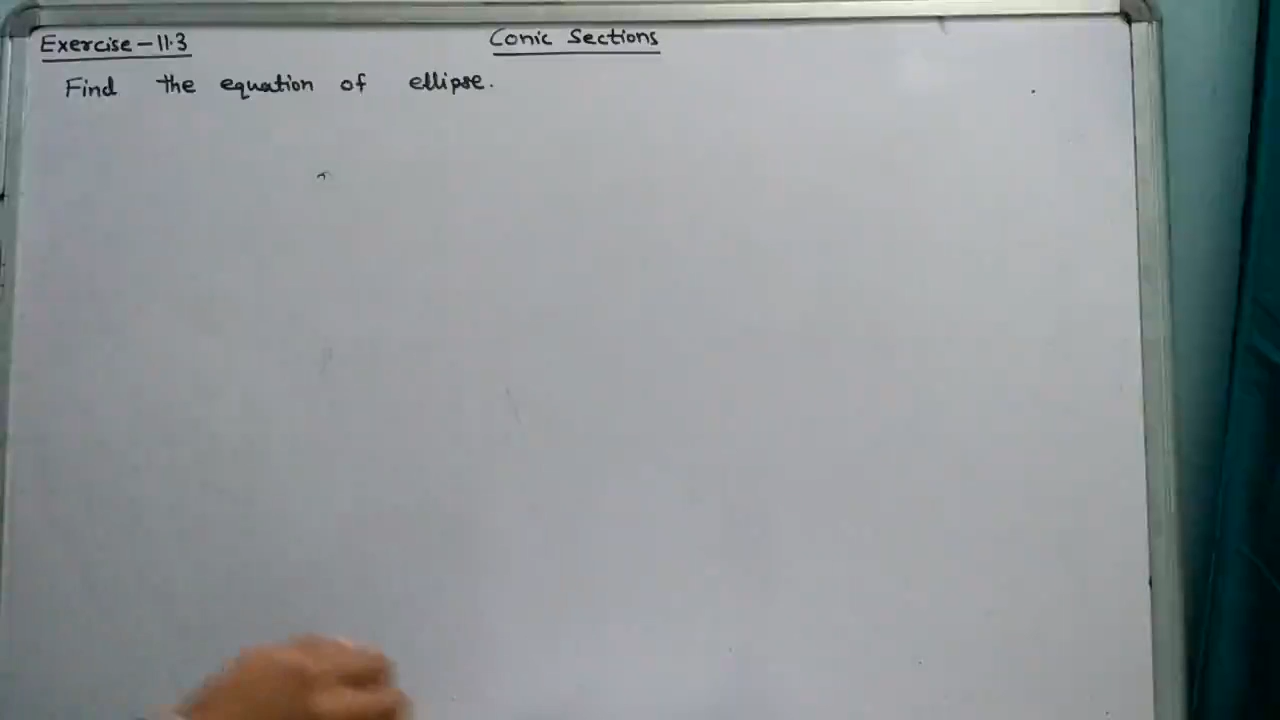 Exercise-11.3
Conic Sections
Find the equation of ellipse.